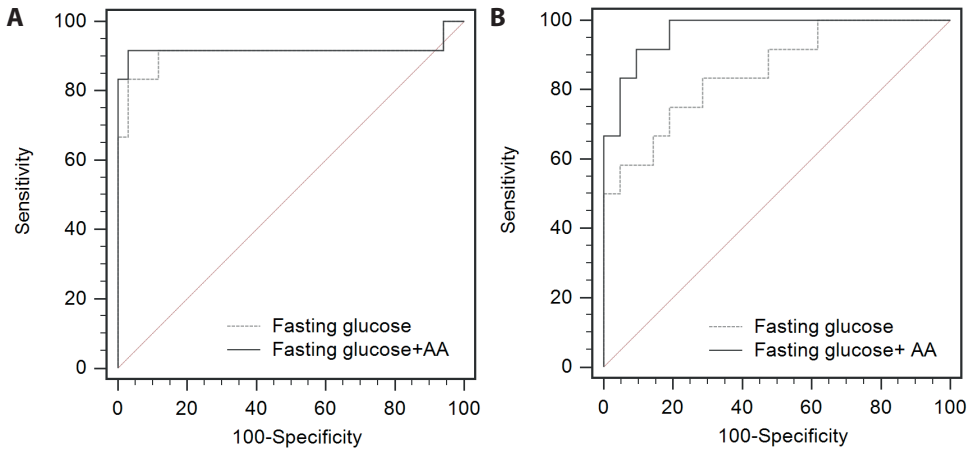 A
Sensitivity
100
80
60
40
20
0
Fasting glucose
Fasting glucose+AA
0 20 40 60 80 100
100-Specificity
B
Sensitivity
100
80
60
40
20
0
Fasting glucose
Fasting glucose+ AA
0 20 40 60 80 100
100-Specificity